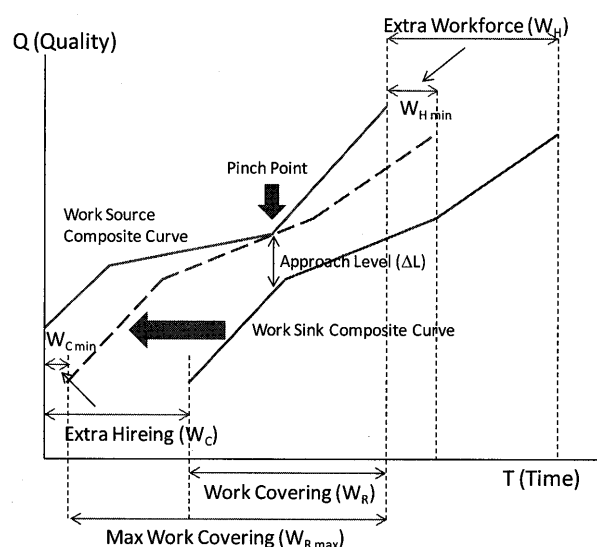 Extra Workforce (W_H)
Q (Quality)
W_H min
Pinch Point
Work Source
Composite Curve
Approach Level (ΔL)
W_C min
Work Sink Composite Curve
Extra Hireing (W_C)
T (Time)
Work Covering (W_R)
Max Work Covering (W_R max)